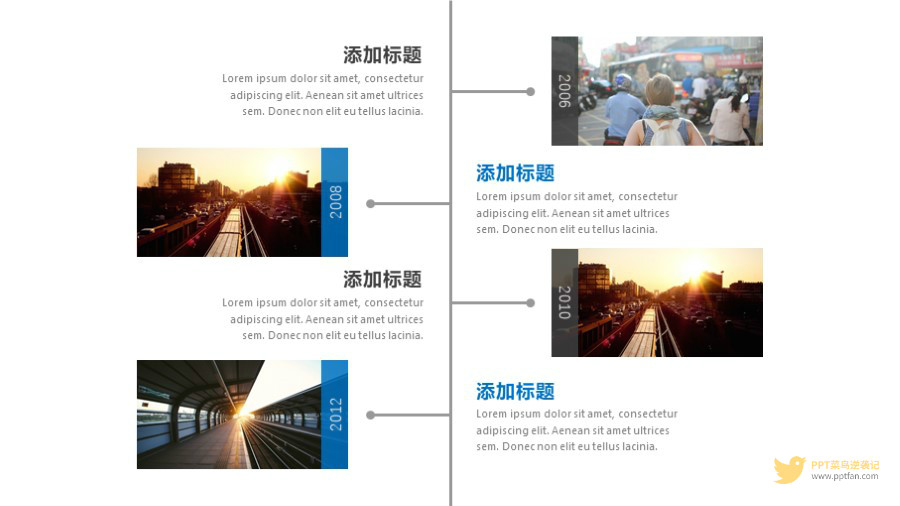 添加标题
Lorem ipsum dolor sit amet, consectetur
adipiscing elit. Aenean sit amet ultrices
sem. Donec non elit eu tellus lacinia.
2006
2008
添加标题
Lorem ipsum dolor sit amet, consectetur
adipiscing elit. Aenean sit amet ultrices
sem. Donec non elit eu tellus lacinia.
添加标题
Lorem ipsum dolor sit amet, consectetur
adipiscing elit. Aenean sit amet ultrices
sem. Donec non elit eu tellus lacinia.
2010
2012
添加标题
Lorem ipsum dolor sit amet, consectetur
adipiscing elit. Aenean sit amet ultrices
sem. Donec non elit eu tellus lacinia.
PPT菜鸟逆袭记
www.pptfan.com